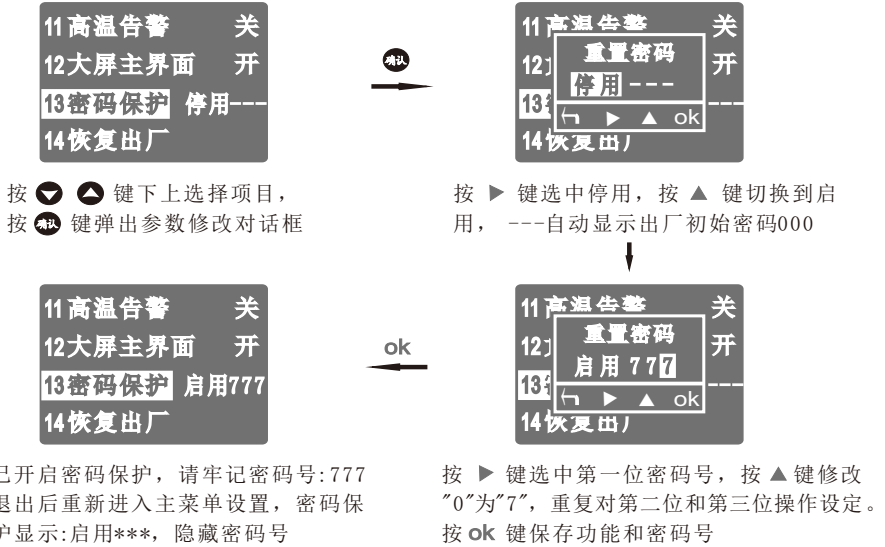 11高温告警 关
12大屏主界面 开
13密码保护 停用---
14恢复出厂
确认
11高温告警 关
重置密码
12 开
停用 ---
13 --
ok
14恢复出厂
按 键下上选择项目，
按 确认 键弹出参数修改对话框
按 ▶ 键选中停用，按 ▲ 键切换到启
用， ---自动显示出厂初始密码000
11高温告警 关
12大屏主界面 开
13密码保护 启用777
14恢复出厂
ok
11高温告警 关
重置密码
12 开
启用 777
13 --
ok
14恢复出厂
已开启密码保护，请牢记密码号:777
退出后重新进入主菜单设置，密码保
护显示:启用***，隐藏密码号
按 ▶ 键选中第一位密码号，按 ▲ 键修改
"0"为"7"，重复对第二位和第三位操作设定。
按 ok 键保存功能和密码号